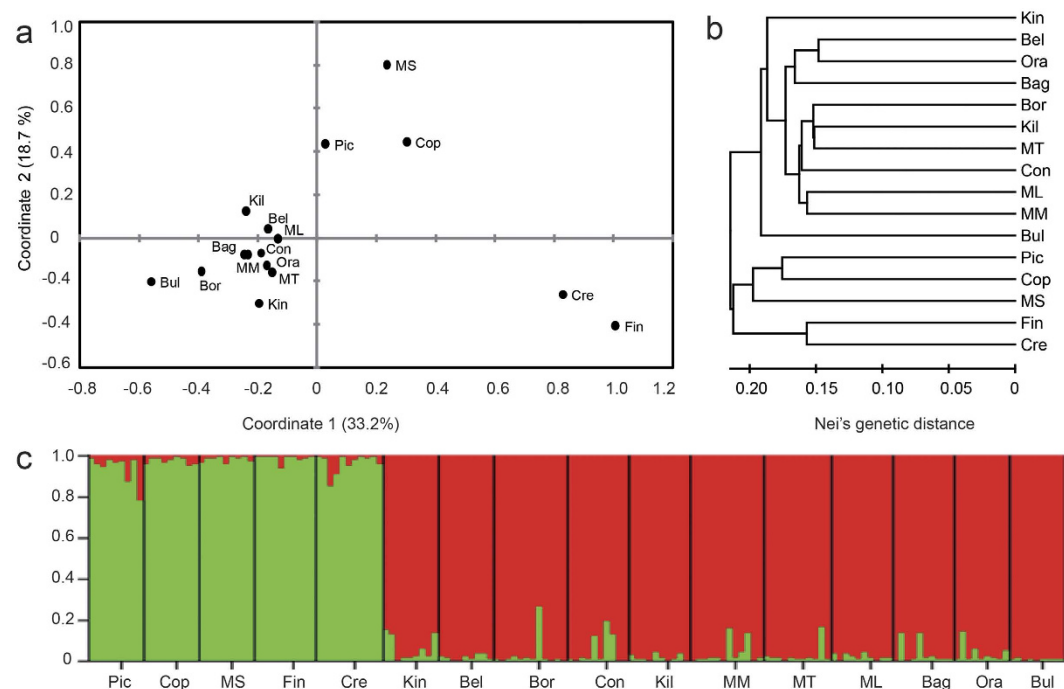 a
1.0
0.8
0.6
0.4
0.2
0
-0.4
-0.4
-0.6
Coordinate 2 (18.7 %)
-0.8 -0.6 -0.4 -0.2 0 0.2 0.4 0.6 0.8 1.0 1.2
Coordinate 1 (33.2%)
MS
Pic
Cop
Kil
Bel
ML
Bag
Con
MM
Ora
MT
Bul
Bor
Kin
Cre
Fin
b
Kin
Bel
Ora
Bag
Bor
Kil
MT
Con
ML
MM
Bul
Pic
Cop
MS
Fin
Cre
0.20 0.15 0.10 0.05 0
Nei's genetic distance
c
1.0
0.8
0.6
0.4
0.2
0
Pic Cop MS Fin Cre Kin Bel Bor Con Kil MM MT ML Bag Ora Bul